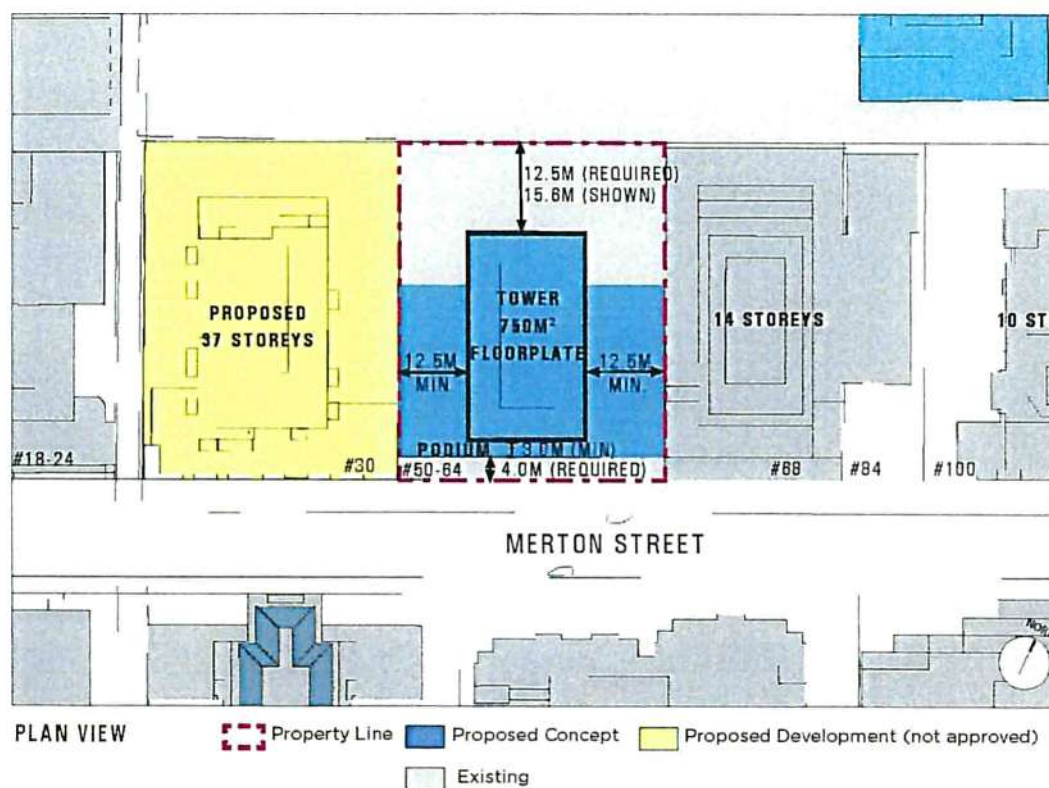 12.5M (REQUIRED)
15.6M (SHOWN)
PROPOSED
37 STOREYS
TOWER
750M²
FLOORPLATE
12.5M
MIN
12.5M
MIN.
14 STOREYS
10 ST
PODIUM 3.0M (MIN)
4.0M (REQUIRED)
#18-24
#30
#50-64
#68
#84
#100
MERTON STREET
PLAN VIEW
Property Line
Proposed Concept
Proposed Development (not approved)
Existing